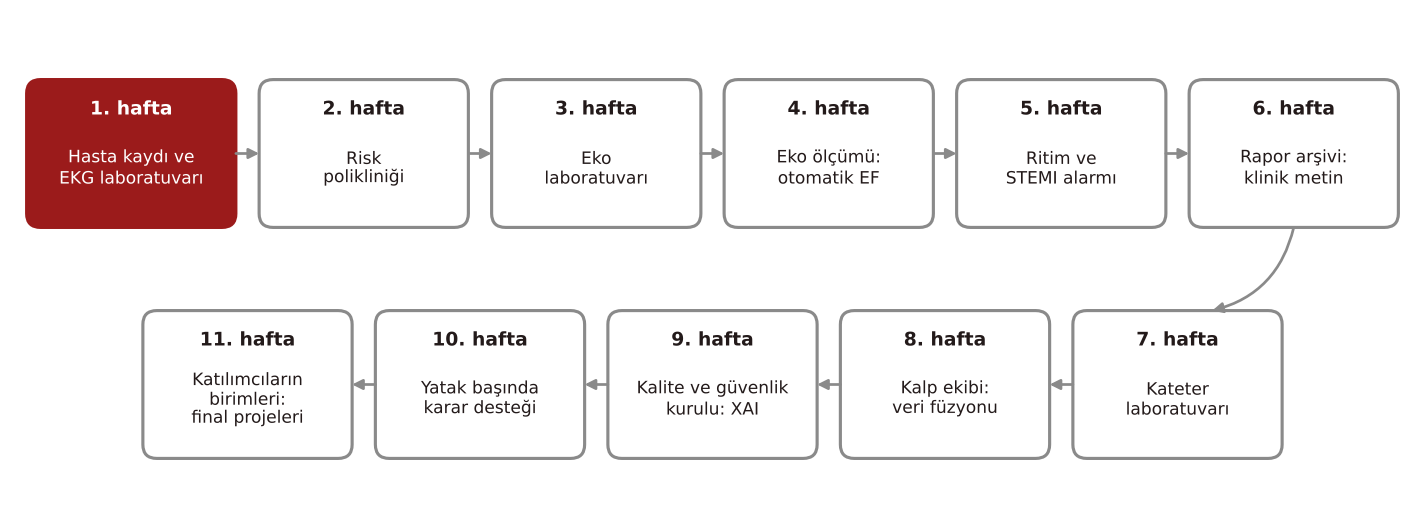 1. hafta
Hasta kaydı ve
EKG laboratuvarı
2. hafta
Risk
polikliniği
3. hafta
Eko
laboratuvarı
4. hafta
Eko ölçümü:
otomatik EF
5. hafta
Ritim ve
STEMI alarmı
6. hafta
Rapor arşivi:
klinik metin
7. hafta
Kateter
laboratuvarı
8. hafta
Kalp ekibi:
veri füzyonu
9. hafta
Kalite ve güvenlik
kurulu: XAI
10. hafta
Yatak başında
karar desteği
11. hafta
Katılımcıların
birimleri:
final projeleri